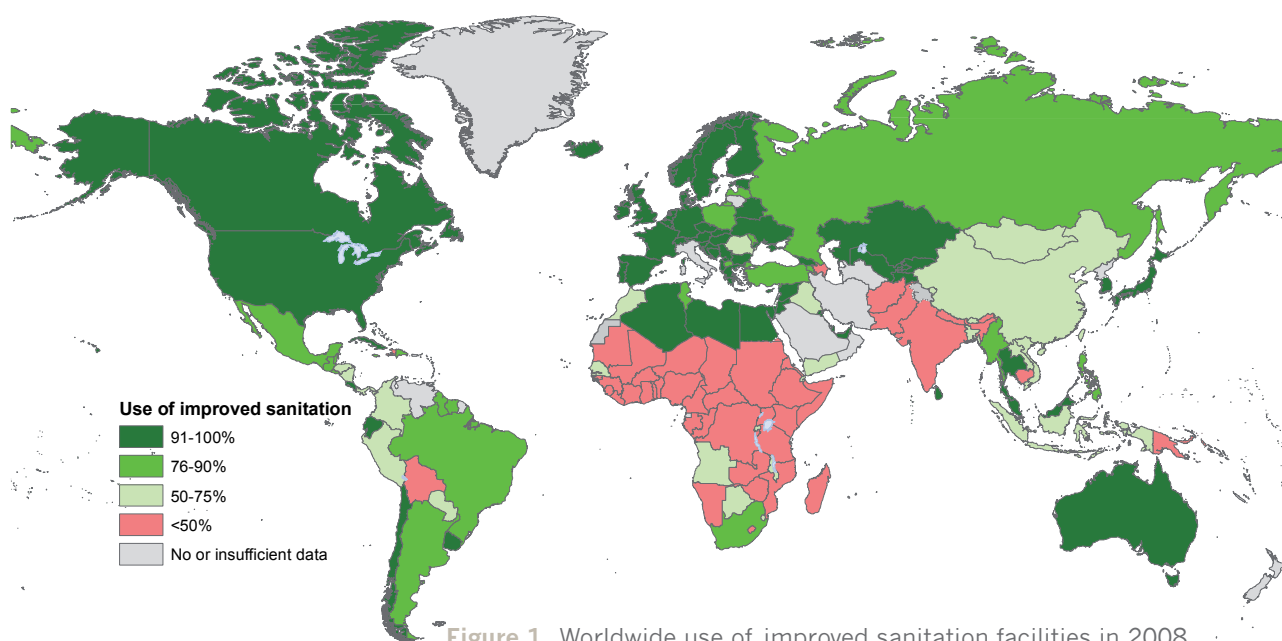 Use of improved sanitation
91-100%
76-90%
50-75%
<50%
No or insufficient data
Figure 1 Worldwide use of improved sanitation facilities in 2008